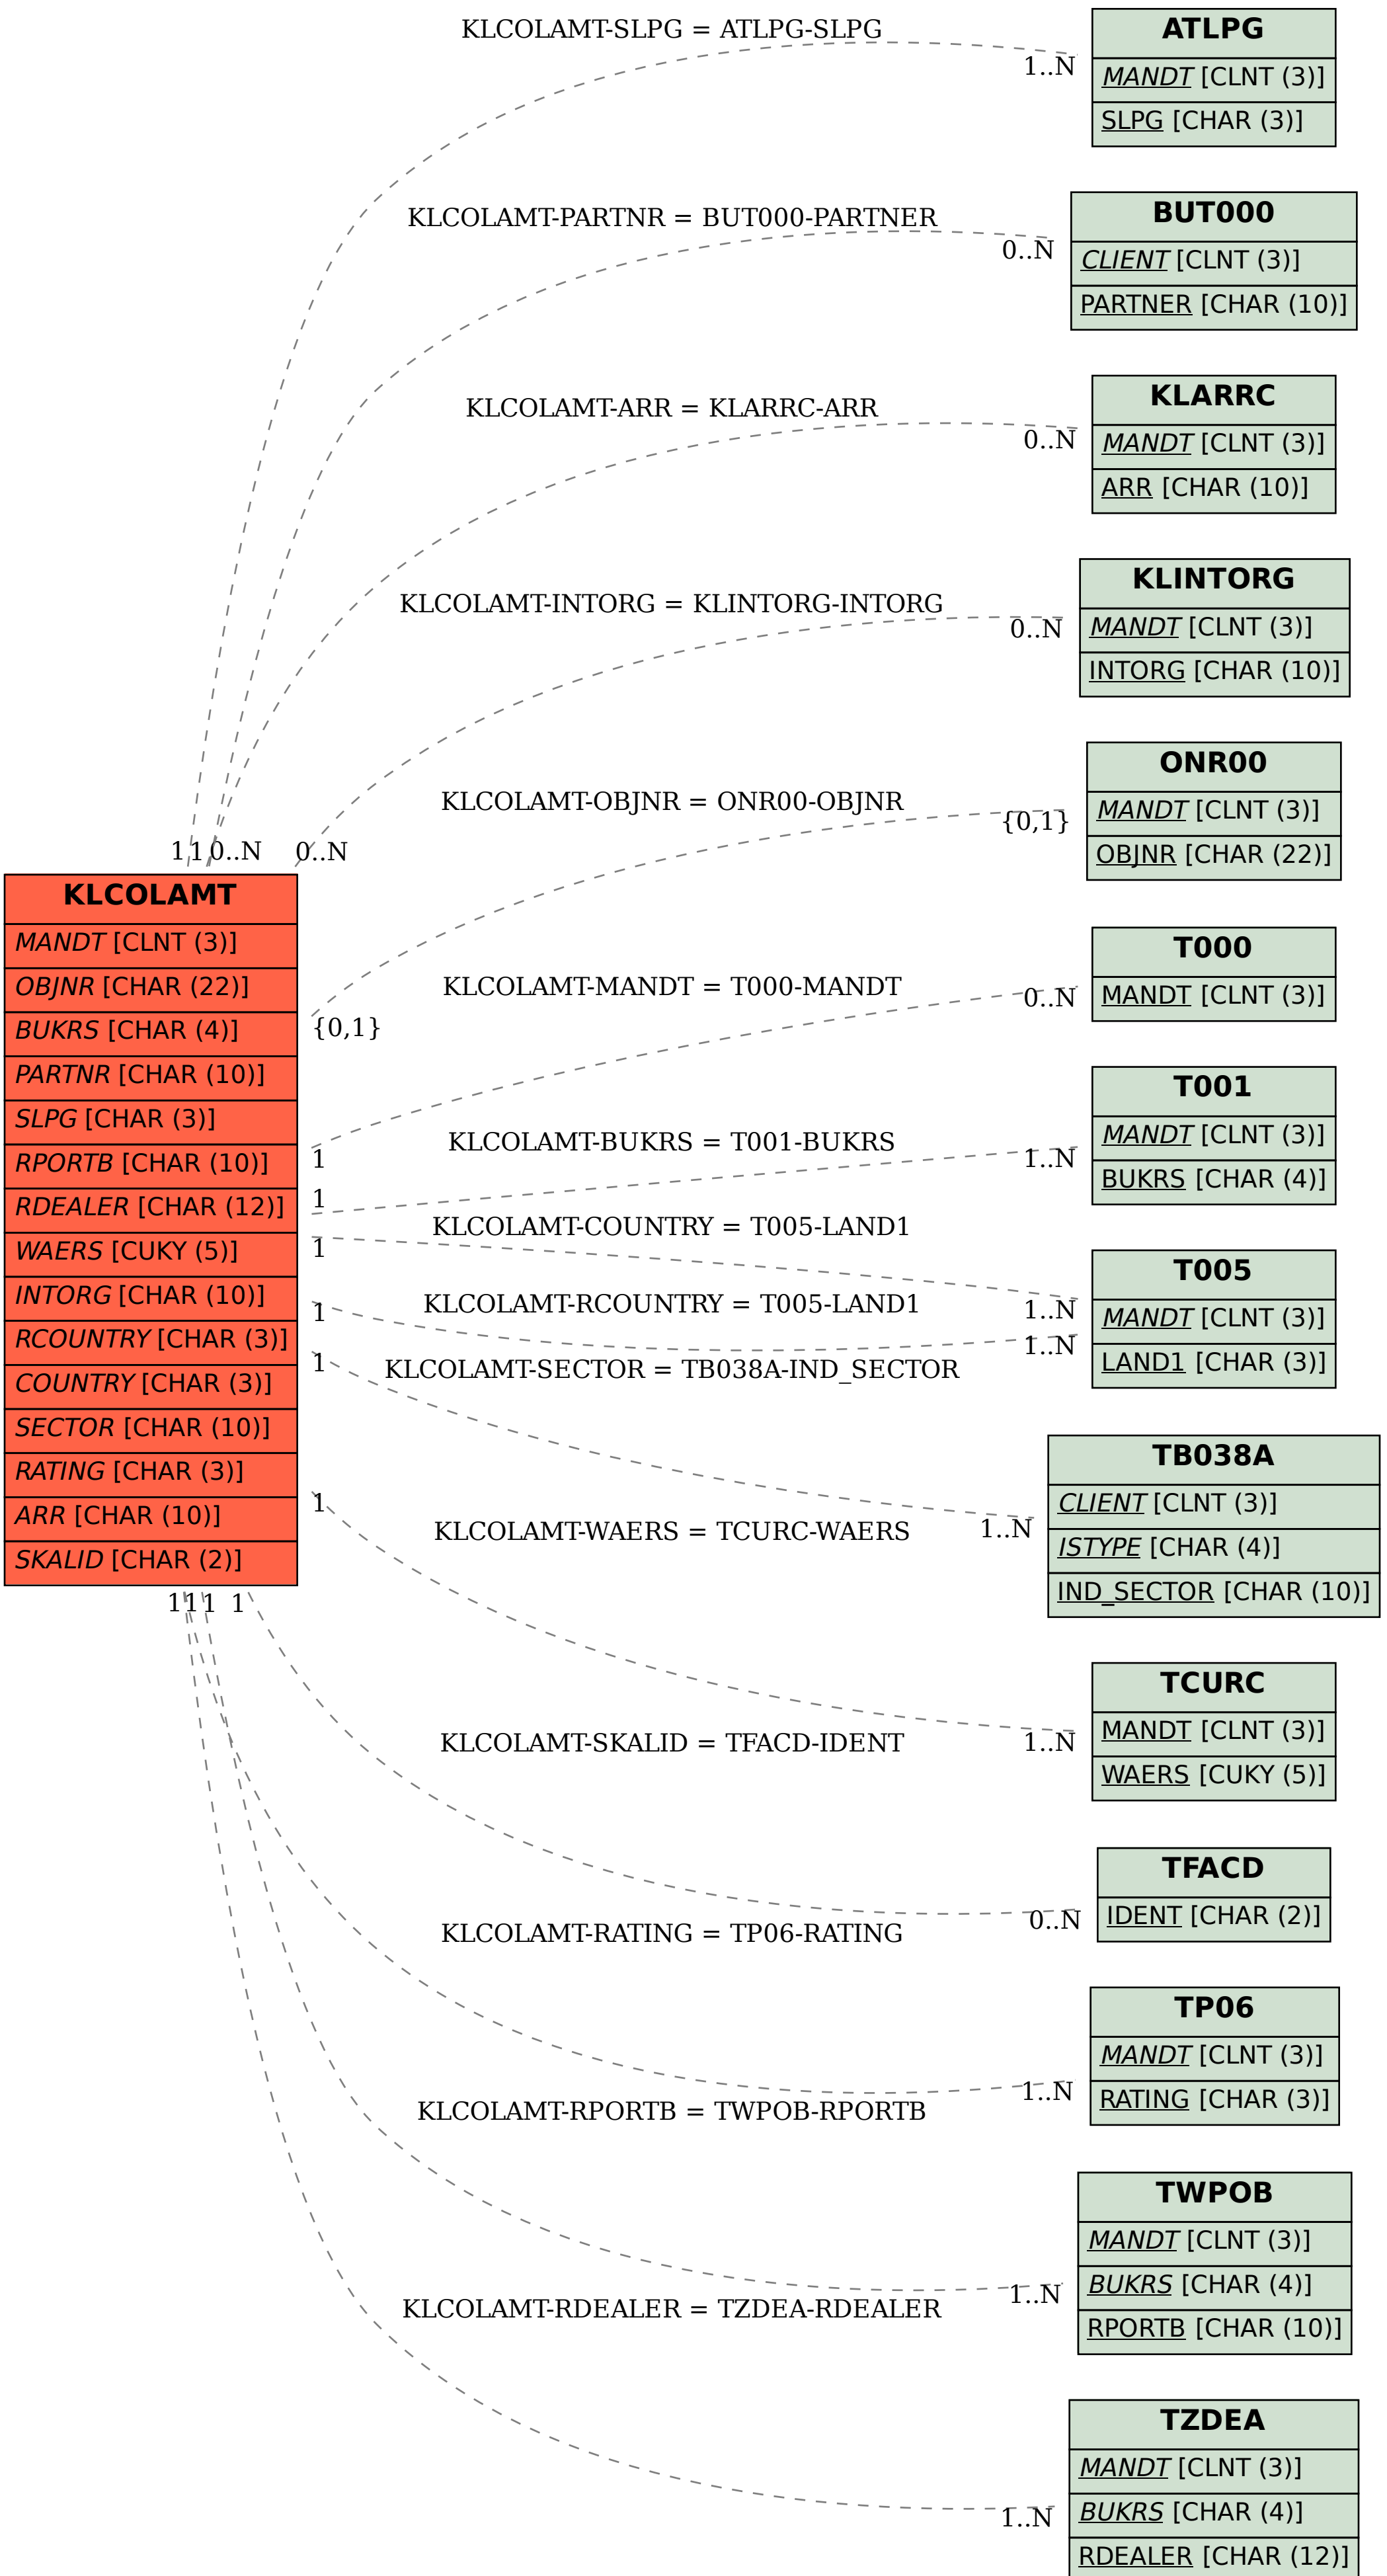 KLCOLAMT-SLPG = ATLPG-SLPG
1..N
ATLPG
MANDT [CLNT (3)]
SLPG [CHAR (3)]
KLCOLAMT-PARTNR = BUT000-PARTNER
0..N
BUT000
CLIENT [CLNT (3)]
PARTNER [CHAR (10)]
KLCOLAMT-ARR = KLARRC-ARR
0..N
KLARRC
MANDT [CLNT (3)]
ARR [CHAR (10)]
KLCOLAMT-INTORG = KLINTORG-INTORG
0..N
KLINTORG
MANDT [CLNT (3)]
INTORG [CHAR (10)]
KLCOLAMT-OBJNR = ONR00-OBJNR
{0,1}
ONR00
MANDT [CLNT (3)]
OBJNR [CHAR (22)]
1 1 0..N 0..N
KLCOLAMT
MANDT [CLNT (3)]
OBJNR [CHAR (22)]
BUKRS [CHAR (4)]
PARTNR [CHAR (10)]
SLPG [CHAR (3)]
RPORTB [CHAR (10)]
RDEALER [CHAR (12)]
WAERS [CUKY (5)]
INTORG [CHAR (10)]
RCOUNTRY [CHAR (3)]
COUNTRY [CHAR (3)]
SECTOR [CHAR (10)]
RATING [CHAR (3)]
ARR [CHAR (10)]
SKALID [CHAR (2)]
{0,1}
KLCOLAMT-MANDT = T000-MANDT
0..N
1
T000
MANDT [CLNT (3)]
KLCOLAMT-BUKRS = T001-BUKRS
1..N
1
T001
MANDT [CLNT (3)]
BUKRS [CHAR (4)]
KLCOLAMT-COUNTRY = T005-LAND1
1
1..N
KLCOLAMT-RCOUNTRY = T005-LAND1
1
1..N
T005
MANDT [CLNT (3)]
LAND1 [CHAR (3)]
KLCOLAMT-SECTOR = TB038A-IND_SECTOR
1
1..N
TB038A
CLIENT [CLNT (3)]
ISTYPE [CHAR (4)]
IND_SECTOR [CHAR (10)]
KLCOLAMT-WAERS = TCURC-WAERS
1
1..N
TCURC
MANDT [CLNT (3)]
WAERS [CUKY (5)]
1 1 1 1
KLCOLAMT-SKALID = TFACD-IDENT
0..N
TFACD
IDENT [CHAR (2)]
KLCOLAMT-RATING = TP06-RATING
1..N
TP06
MANDT [CLNT (3)]
RATING [CHAR (3)]
KLCOLAMT-RPORTB = TWPOB-RPORTB
1..N
TWPOB
MANDT [CLNT (3)]
BUKRS [CHAR (4)]
RPORTB [CHAR (10)]
KLCOLAMT-RDEALER = TZDEA-RDEALER
1..N
TZDEA
MANDT [CLNT (3)]
BUKRS [CHAR (4)]
RDEALER [CHAR (12)]